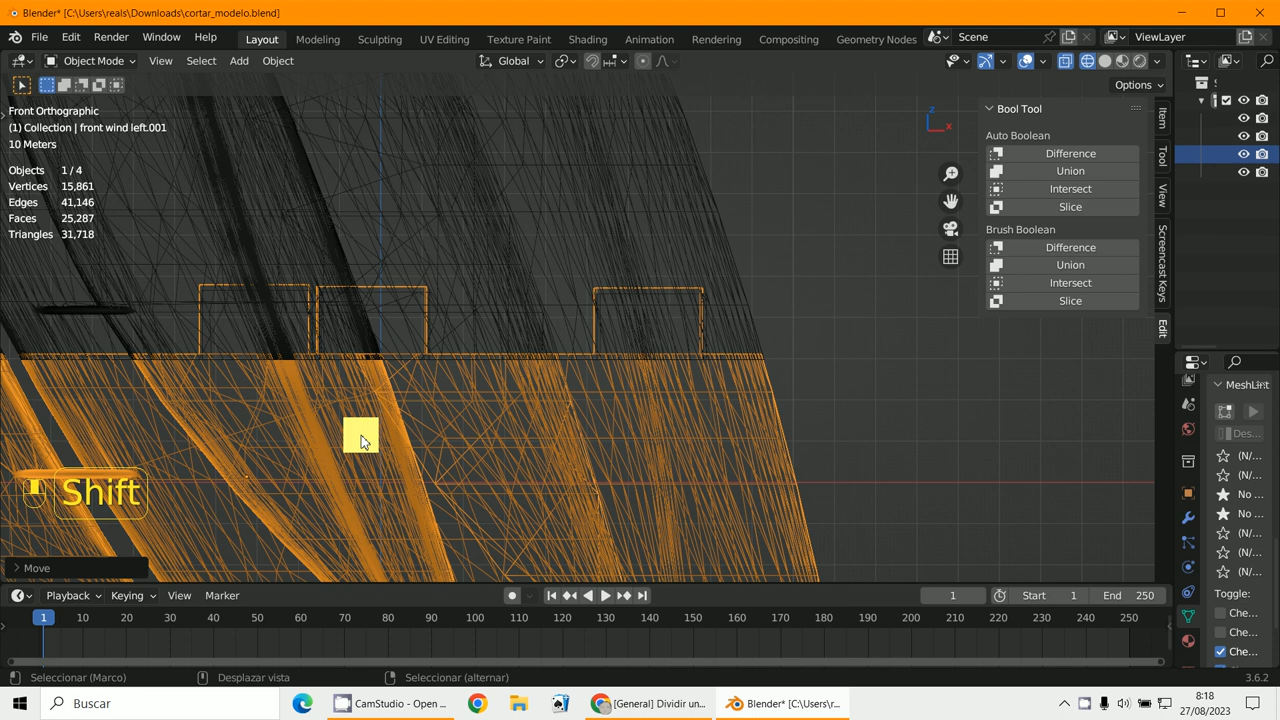 Blender* [C:\Users\reals\Downloads\cortar_modelo.blend]
File Edit Render Window Help Layout Modeling Sculpting UV Editing Texture Paint Shading Animation Rendering Compositing Geometry Nodes Scene ViewLayer
Object Mode View Select Add Object Global
Options
Front Orthographic
(1) Collection | front wind left.001
10 Meters
Objects 1 / 4
Vertices 15,861
Edges 41,146
Faces 25,287
Triangles 31,718
z
x
Bool Tool
Auto Boolean
Difference
Union
Intersect
Slice
Brush Boolean
Difference
Union
Intersect
Slice
Item
Tool
View
Screencast Keys
Edit
MeshLint
Des...
(N/...
(N/...
No ...
No ...
(N/...
(N/...
(N/...
Toggle:
Che...
Che...
Che...
Shift
Move
Playback Keying View Marker 1 Start 1 End 250
1 10 20 30 40 50 60 70 80 90 100 110 120 130 140 150 160 170 180 190 200 210 220 230 240 250
Seleccionar (Marco) Desplazar vista Seleccionar (alternar) 3.6.2
Buscar CamStudio - Open ... [General] Dividir un... Blender* [C:\Users\r...
8:18
27/08/2023